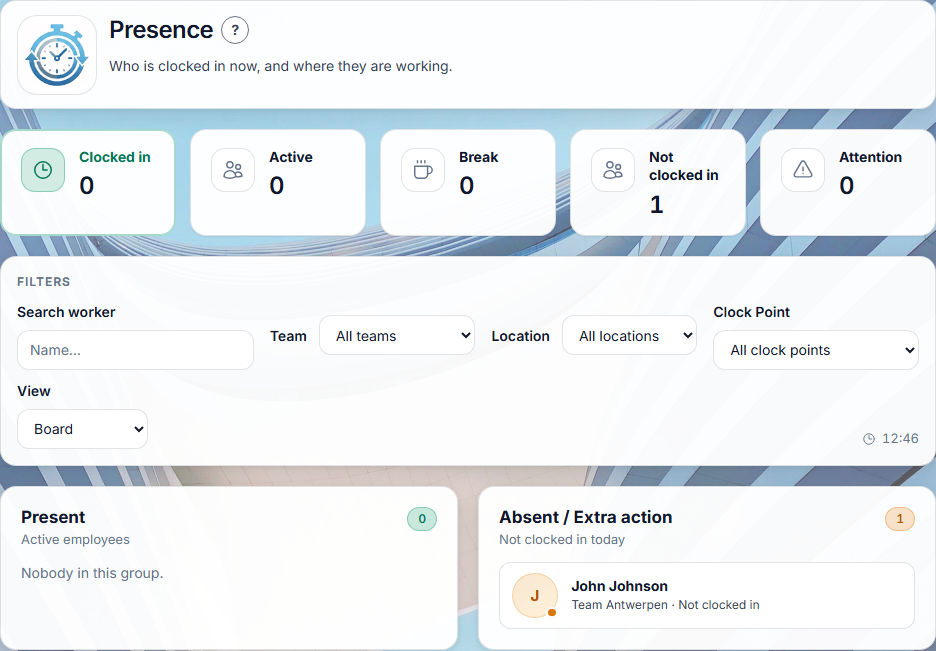 Presence ?
Who is clocked in now, and where they are working.
Clocked in
0
Active
0
Break
0
Not
clocked in
1
Attention
0
FILTERS
Search worker
Name...
Team
All teams
Location
All locations
Clock Point
All clock points
View
Board
12:46
Present
0
Active employees
Nobody in this group.
Absent / Extra action
1
Not clocked in today
J
John Johnson
Team Antwerpen · Not clocked in